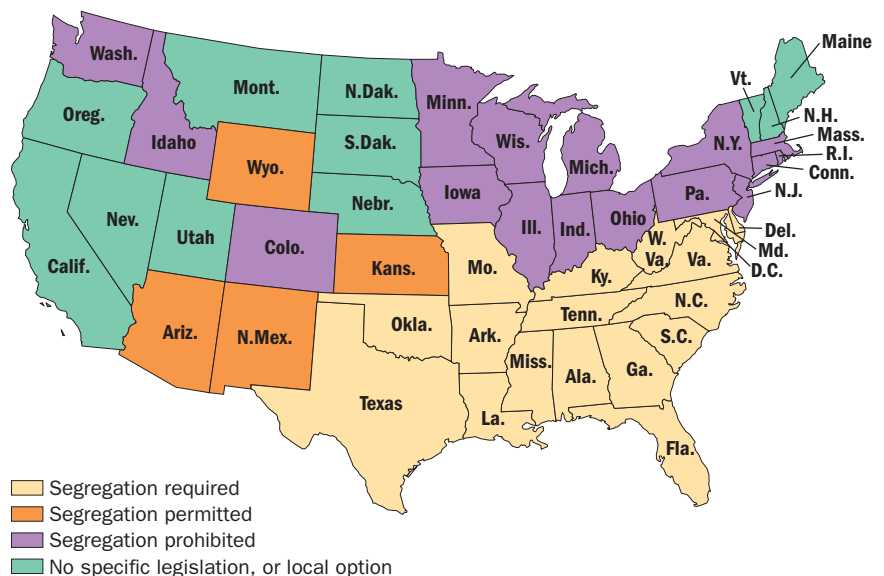 Wash.
Mont.
N.Dak.
Minn.
Vt.
Maine
Oreg.
Idaho
S.Dak.
Wis.
Mich.
N.Y.
N.H.
Mass.
R.I.
Conn.
Wyo.
Iowa
Pa.
N.J.
Nev.
Utah
Nebr.
Ill.
Ind.
Ohio
Calif.
Colo.
Kans.
Mo.
W.
Va.
Va.
Del.
Md.
D.C.
Ky.
Ariz.
N.Mex.
Okla.
Ark.
Tenn.
N.C.
S.C.
Texas
La.
Miss.
Ala.
Ga.
Fla.
Segregation required
Segregation permitted
Segregation prohibited
No specific legislation, or local option